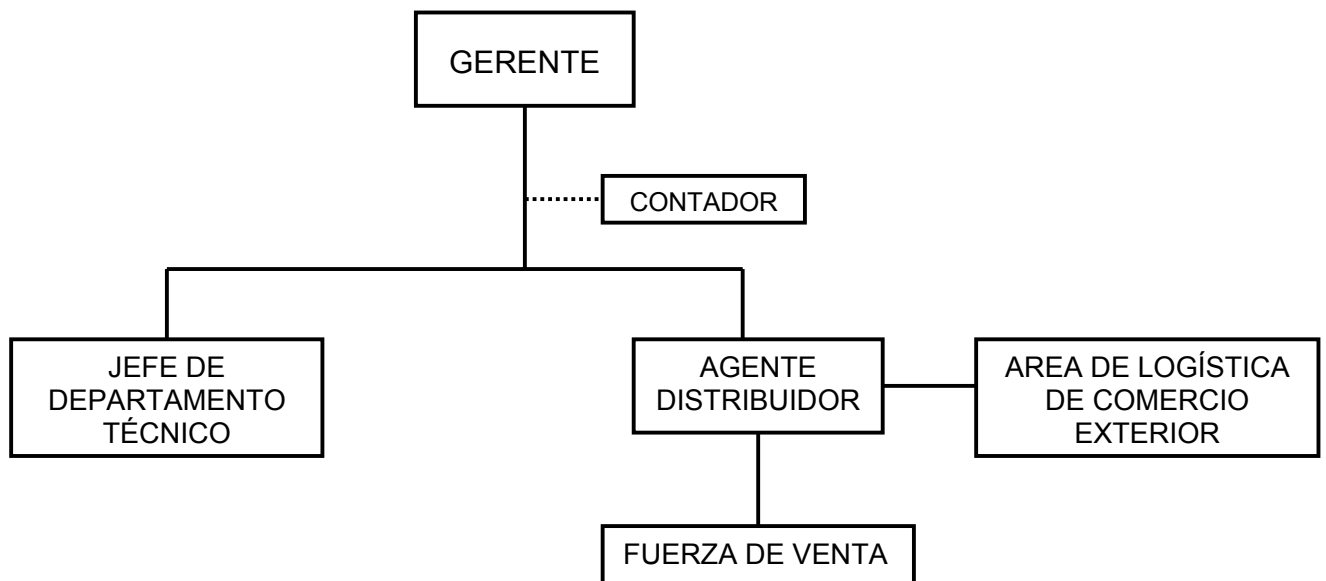 GERENTE
CONTADOR
JEFE DE
DEPARTAMENTO
TÉCNICO
AGENTE
DISTRIBUIDOR
AREA DE LOGÍSTICA
DE COMERCIO
EXTERIOR
FUERZA DE VENTA